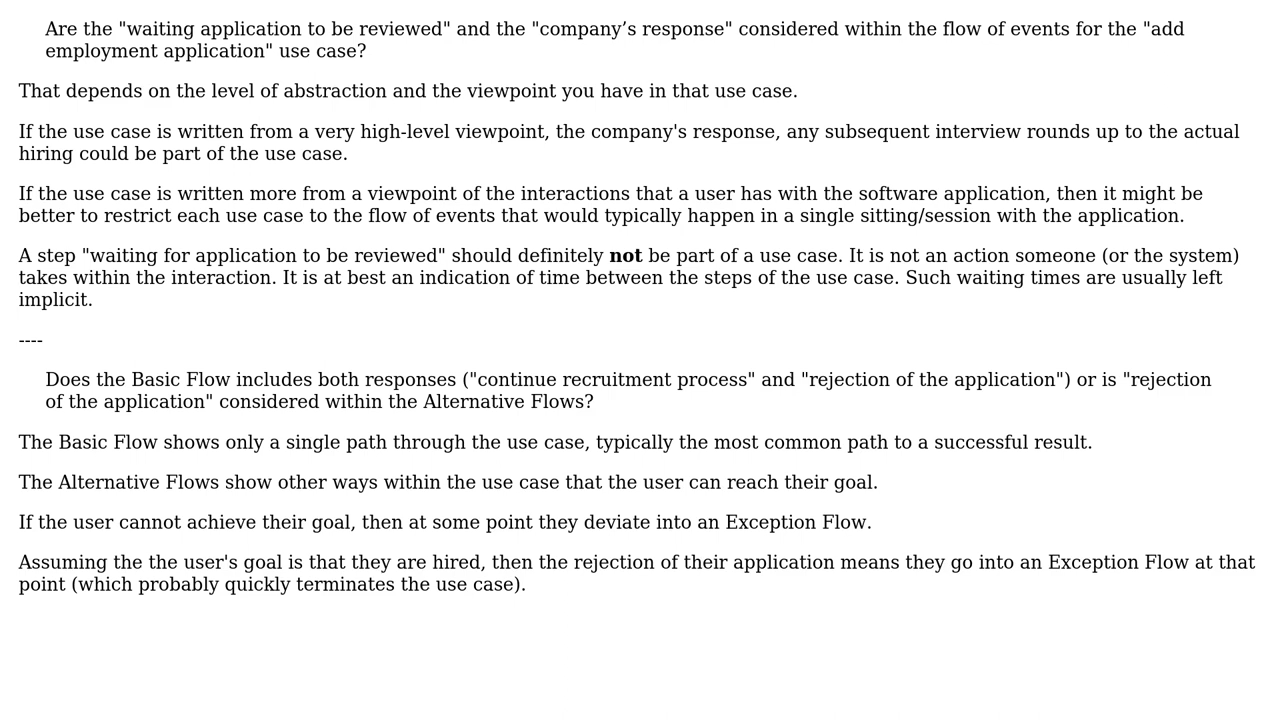 Are the "waiting application to be reviewed" and the "company’s response" considered within the flow of events for the "add
employment application" use case?
That depends on the level of abstraction and the viewpoint you have in that use case.
If the use case is written from a very high-level viewpoint, the company's response, any subsequent interview rounds up to the actual
hiring could be part of the use case.
If the use case is written more from a viewpoint of the interactions that a user has with the software application, then it might be
better to restrict each use case to the flow of events that would typically happen in a single sitting/session with the application.
A step "waiting for application to be reviewed" should definitely not be part of a use case. It is not an action someone (or the system)
takes within the interaction. It is at best an indication of time between the steps of the use case. Such waiting times are usually left
implicit.
----
Does the Basic Flow includes both responses ("continue recruitment process" and "rejection of the application") or is "rejection
of the application" considered within the Alternative Flows?
The Basic Flow shows only a single path through the use case, typically the most common path to a successful result.
The Alternative Flows show other ways within the use case that the user can reach their goal.
If the user cannot achieve their goal, then at some point they deviate into an Exception Flow.
Assuming the the user's goal is that they are hired, then the rejection of their application means they go into an Exception Flow at that
point (which probably quickly terminates the use case).